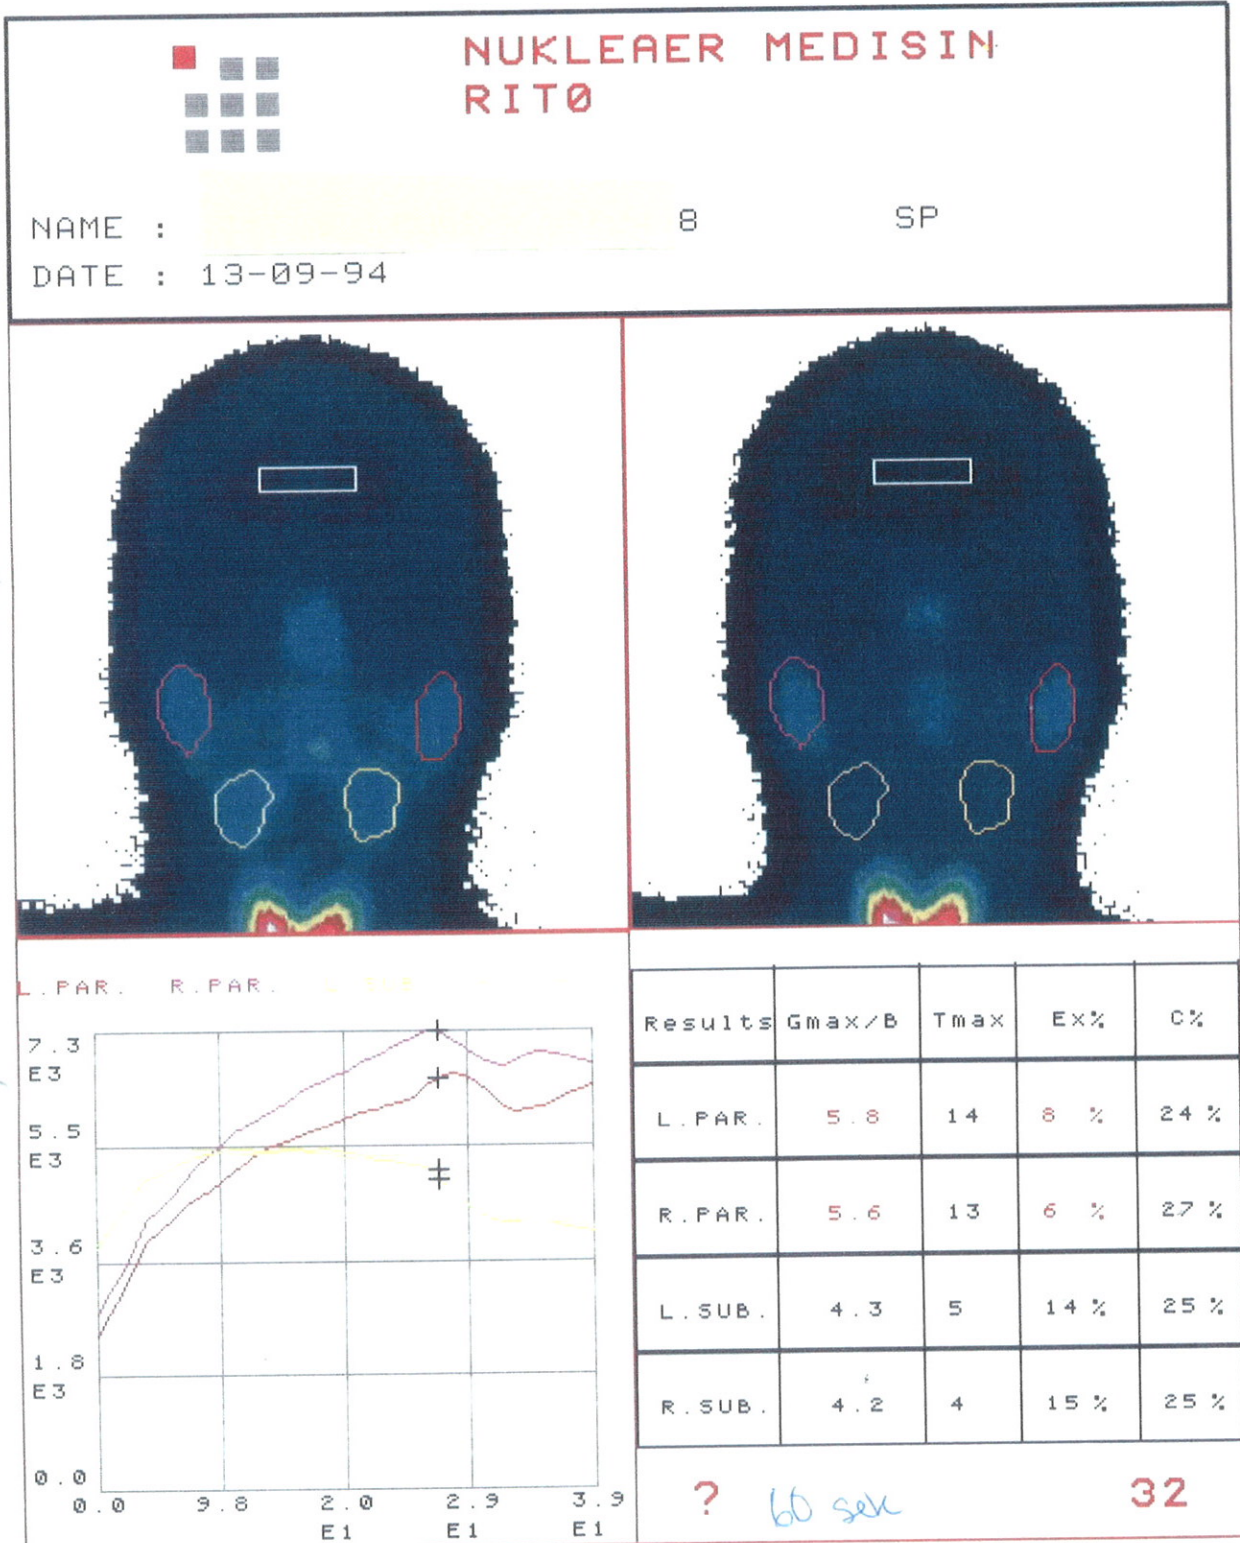 NUKLEAER MEDISIN
RITØ
NAME : 8 SP
DATE : 13-09-94
L.PAR. R.PAR. L.SUB
7.3
E3
5.5
E3
3.6
E3
1.8
E3
0.0
0.0 9.8 2.0 2.9 3.9
E1 E1 E1
Results Gmax/B Tmax Ex% C%
L.PAR. 5.8 14 8 % 24 %
R.PAR. 5.6 13 6 % 27 %
L.SUB. 4.3 5 14 % 25 %
R.SUB. 4.2 4 15 % 25 %
? 60 sek 32